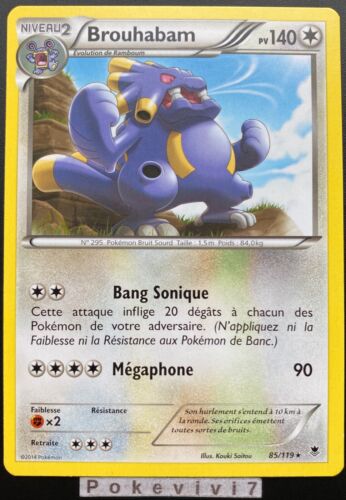 NIVEAU 2
Brouhabam
PV 140
Évolution de Ramboum
N° 295 Pokémon Bruit Sourd Taille : 1,5 m Poids : 84,0 kg
Bang Sonique
Cette attaque inflige 20 dégâts à chacun des
Pokémon de votre adversaire. (N'appliquez ni la
Faiblesse ni la Résistance aux Pokémon de Banc.)
Mégaphone 90
Faiblesse Résistance
×2
Retraite
Son hurlement s'entend à 10 km à
la ronde. Ses orifices émettent
toutes sortes de bruits.
©2014 Pokémon
Illus. Kouki Saitou
85/119 ★
Pokevivi7